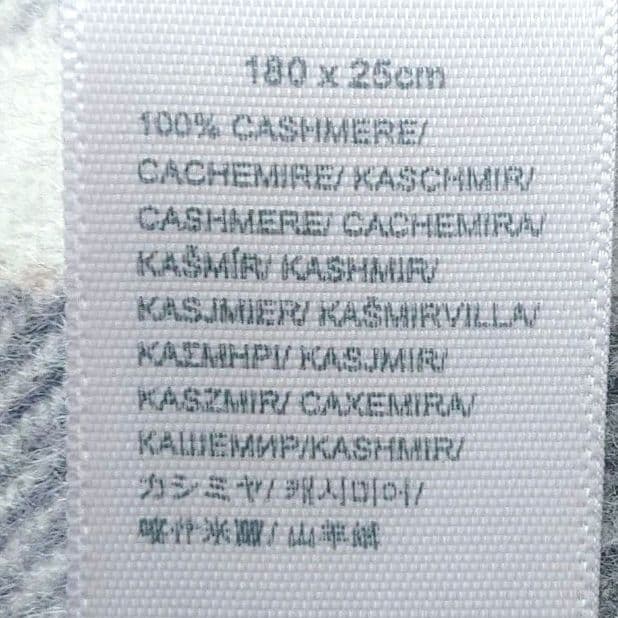 180 x 25cm
100% CASHMERE/
CACHEMIRE/ KASCHMIR/
CASHMERE/ CACHEMIRA/
KAŠMÍR/ KASHMIR/
KASJMIER/ KAŠMIRVILLA/
ΚΑΣΜΗΡΙ/ KASJMIR/
KASZMIR/ CAXEMIRA/
КАШЕМИР/KASHMIR/
カシミヤ/ 캐시미어/
喀什米爾/ 山羊絨